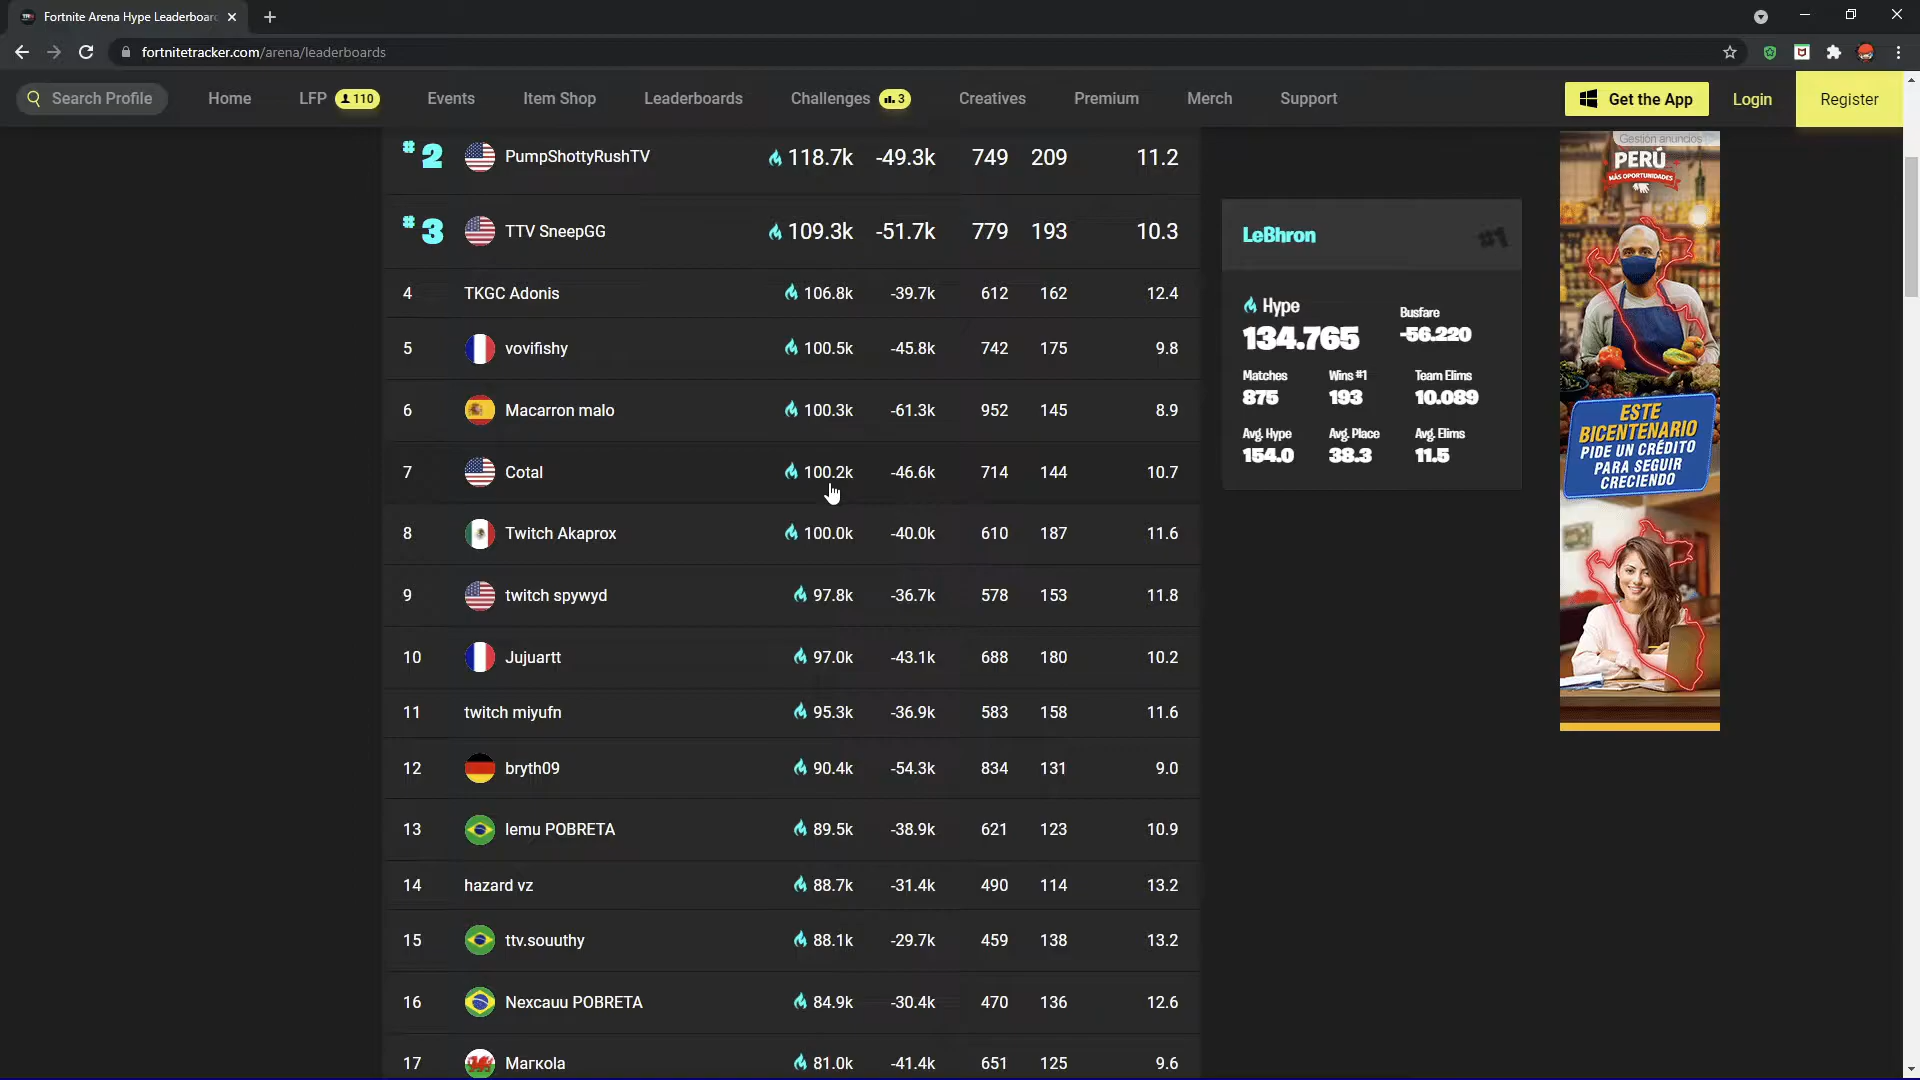 Fortnite Arena Hype Leaderboar
fortnitetracker.com/arena/leaderboards
Search Profile Home LFP 110 Events Item Shop Leaderboards Challenges 3 Creatives Premium Merch Support Get the App Login Register
# 2 PumpShottyRushTV 118.7k -49.3k 749 209 11.2
# 3 TTV SneepGG 109.3k -51.7k 779 193 10.3
4 TKGC Adonis 106.8k -39.7k 612 162 12.4
5 vovifishy 100.5k -45.8k 742 175 9.8
6 Macarron malo 100.3k -61.3k 952 145 8.9
7 Cotal 100.2k -46.6k 714 144 10.7
8 Twitch Akaprox 100.0k -40.0k 610 187 11.6
9 twitch spywyd 97.8k -36.7k 578 153 11.8
10 Jujuartt 97.0k -43.1k 688 180 10.2
11 twitch miyufn 95.3k -36.9k 583 158 11.6
12 bryth09 90.4k -54.3k 834 131 9.0
13 lemu POBRETA 89.5k -38.9k 621 123 10.9
14 hazard vz 88.7k -31.4k 490 114 13.2
15 ttv.souuthy 88.1k -29.7k 459 138 13.2
16 Nexcauu POBRETA 84.9k -30.4k 470 136 12.6
17 Mаrкola 81.0k -41.4k 651 125 9.6
LeBhron #1
Hype Busfare
134.765 -56.220
Matches Wins #1 Team Elims
875 193 10.089
Avg. Hype Avg. Place Avg. Elims
154.0 38.3 11.5
Gestión anuncios
PERÚ
MÁS OPORTUNIDADES
ESTE
BICENTENARIO
PIDE UN CRÉDITO
PARA SEGUIR
CRECIENDO